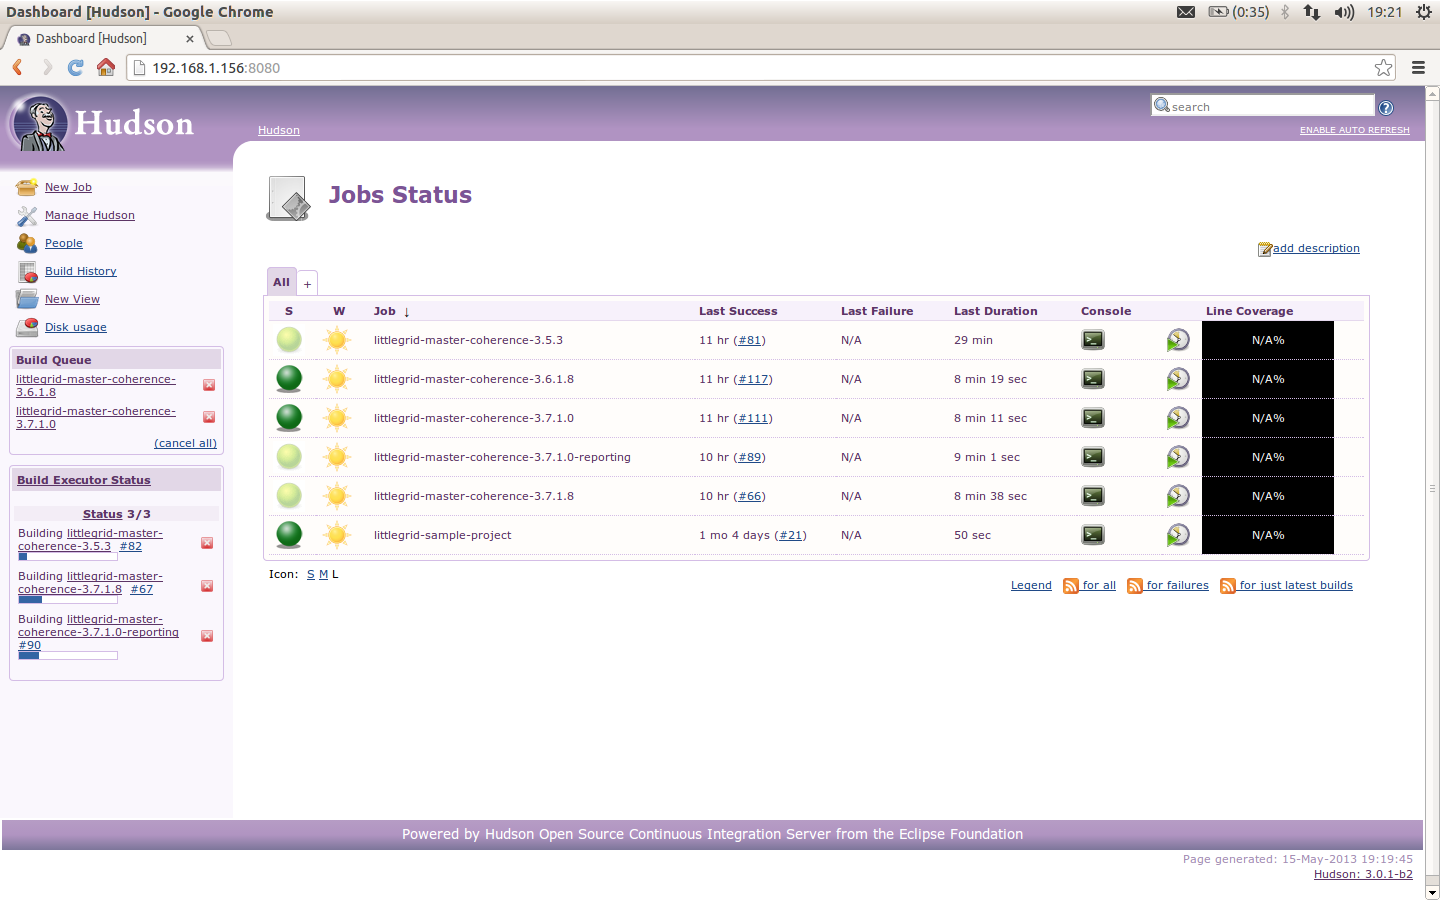 Dashboard [Hudson] - Google Chrome
(0:35) 19:21
Dashboard [Hudson]
192.168.1.156:8080
Hudson
search
Hudson
ENABLE AUTO REFRESH
New Job
Manage Hudson
People
Build History
New View
Disk usage
Build Queue
littlegrid-master-coherence-
3.6.1.8
littlegrid-master-coherence-
3.7.1.0
(cancel all)
Build Executor Status
Status 3/3
Building littlegrid-master-
coherence-3.5.3 #82
Building littlegrid-master-
coherence-3.7.1.8 #67
Building littlegrid-master-
coherence-3.7.1.0-reporting
#90
Jobs Status
add description
All +
S W Job ↓ Last Success Last Failure Last Duration Console Line Coverage
littlegrid-master-coherence-3.5.3 11 hr (#81) N/A 29 min N/A%
littlegrid-master-coherence-3.6.1.8 11 hr (#117) N/A 8 min 19 sec N/A%
littlegrid-master-coherence-3.7.1.0 11 hr (#111) N/A 8 min 11 sec N/A%
littlegrid-master-coherence-3.7.1.0-reporting 10 hr (#89) N/A 9 min 1 sec N/A%
littlegrid-master-coherence-3.7.1.8 10 hr (#66) N/A 8 min 38 sec N/A%
littlegrid-sample-project 1 mo 4 days (#21) N/A 50 sec N/A%
Icon: S M L
Legend for all for failures for just latest builds
Powered by Hudson Open Source Continuous Integration Server from the Eclipse Foundation
Page generated: 15-May-2013 19:19:45
Hudson: 3.0.1-b2